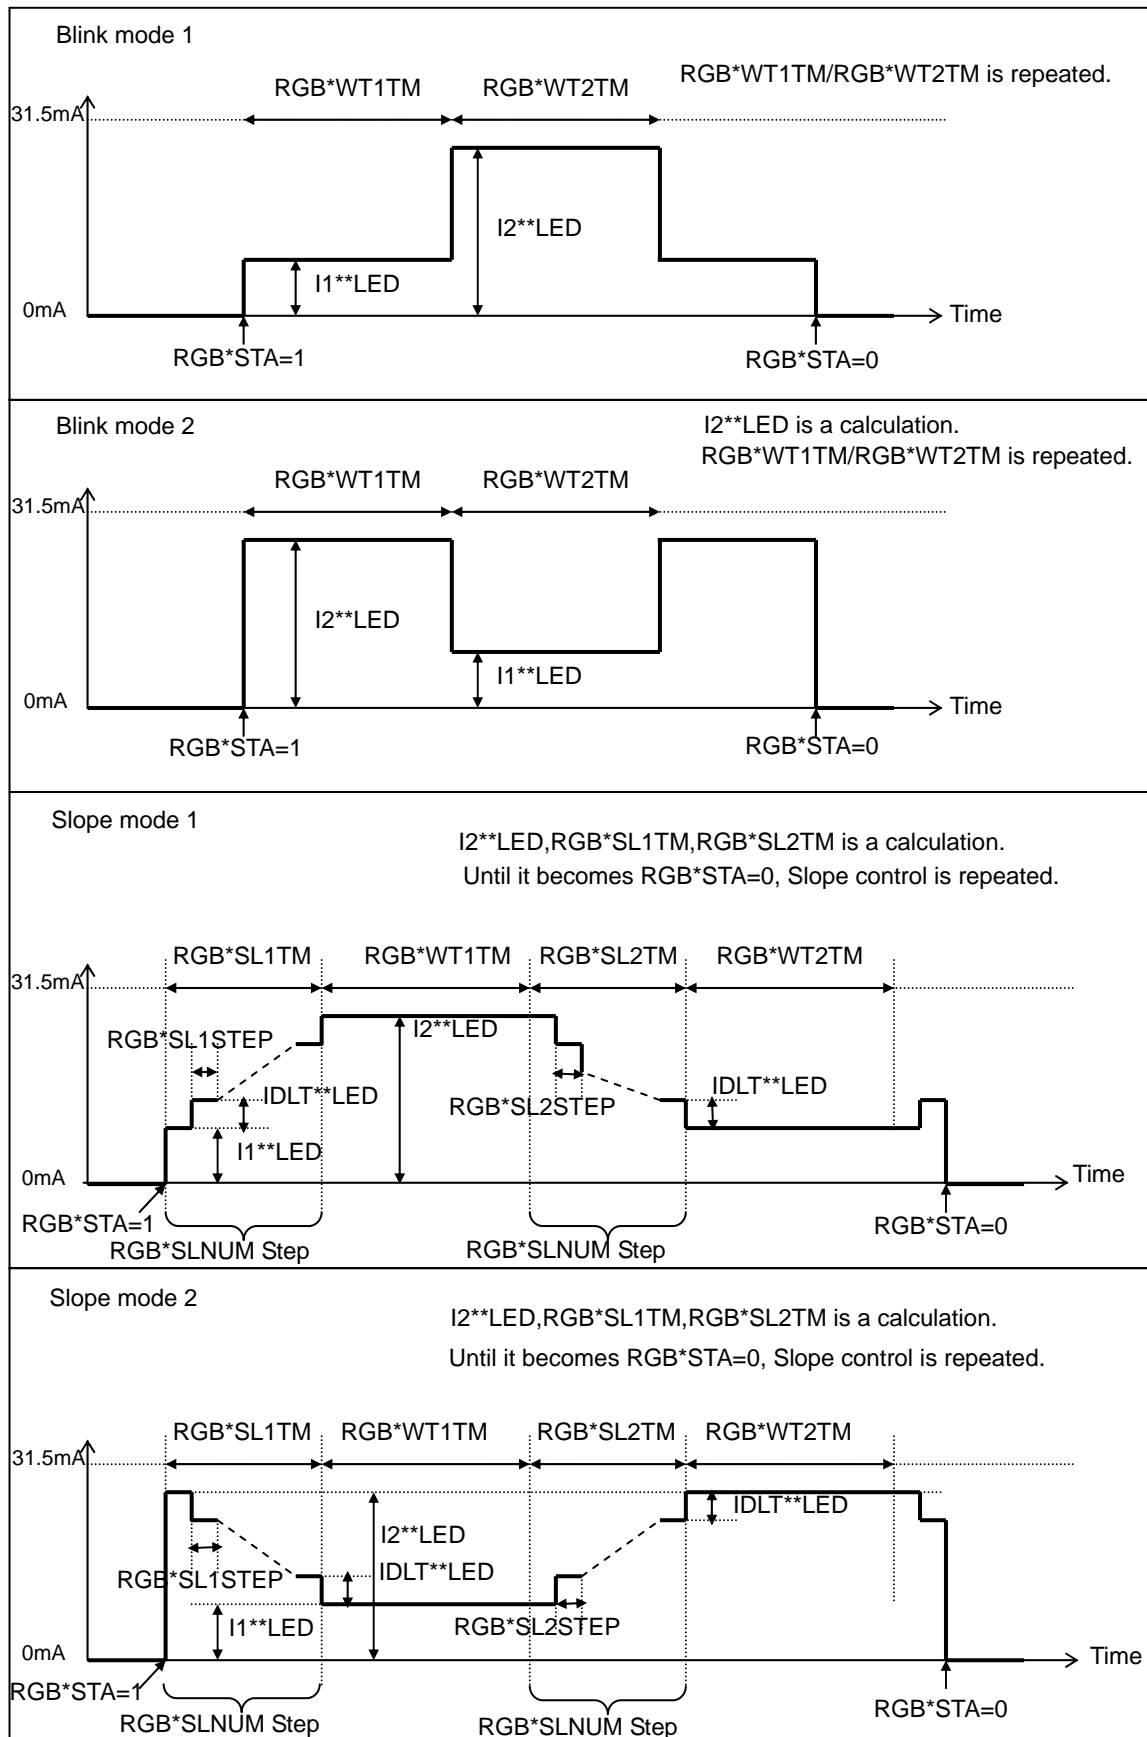 Blink mode 1
RGB*WT1TM/RGB*WT2TM is repeated.
RGB*WT1TM
RGB*WT2TM
31.5mA
I2**LED
I1**LED
0mA
Time
RGB*STA=1
RGB*STA=0
Blink mode 2
I2**LED is a calculation.
RGB*WT1TM/RGB*WT2TM is repeated.
RGB*WT1TM
RGB*WT2TM
31.5mA
I2**LED
I1**LED
0mA
Time
RGB*STA=1
RGB*STA=0
Slope mode 1
I2**LED,RGB*SL1TM,RGB*SL2TM is a calculation.
Until it becomes RGB*STA=0, Slope control is repeated.
RGB*SL1TM
RGB*WT1TM
RGB*SL2TM
RGB*WT2TM
31.5mA
RGB*SL1STEP
I2**LED
IDLT**LED
IDLT**LED
RGB*SL2STEP
I1**LED
0mA
Time
RGB*STA=1
RGB*STA=0
RGB*SLNUM Step
RGB*SLNUM Step
Slope mode 2
I2**LED,RGB*SL1TM,RGB*SL2TM is a calculation.
Until it becomes RGB*STA=0, Slope control is repeated.
RGB*SL1TM
RGB*WT1TM
RGB*SL2TM
RGB*WT2TM
31.5mA
IDLT**LED
I2**LED
RGB*SL1STEP
IDLT**LED
I1**LED
RGB*SL2STEP
0mA
Time
RGB*STA=1
RGB*STA=0
RGB*SLNUM Step
RGB*SLNUM Step